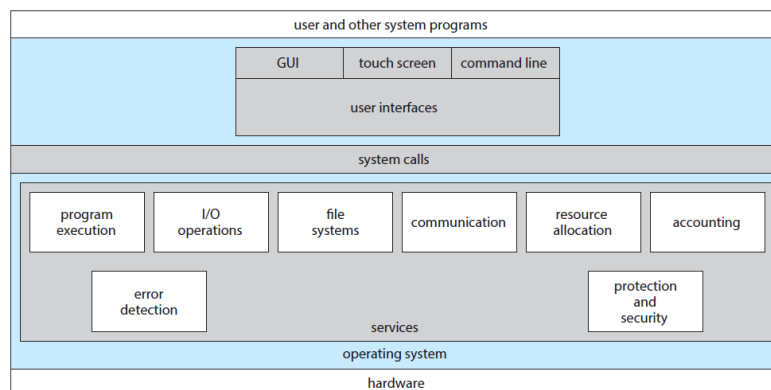 user and other system programs
GUI
touch screen
command line
user interfaces
system calls
program
execution
I/O
operations
file
systems
communication
resource
allocation
accounting
error
detection
protection
and
security
services
operating system
hardware